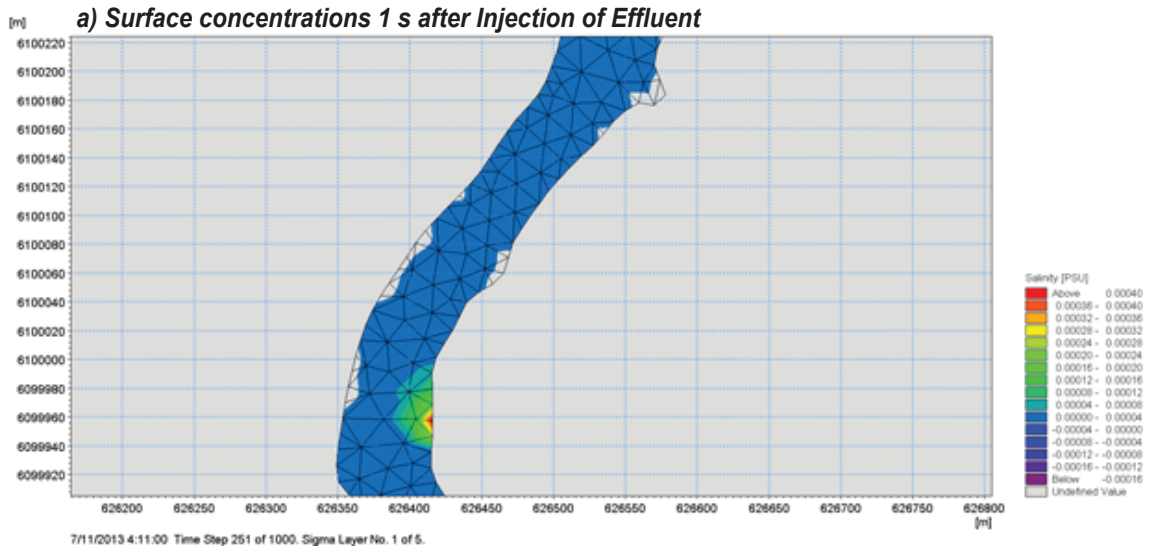 a) Surface concentrations 1 s after Injection of Effluent
[m]
6100220
6100200
6100180
6100160
6100140
6100120
6100100
6100080
6100060
6100040
6100020
6100000
6099980
6099960
6099940
6099920
626200 626250 626300 626350 626400 626450 626500 626550 626600 626650 626700 626750 626800
[m]
Salinity [PSU]
Above 0.00040
0.00036 - 0.00040
0.00032 - 0.00036
0.00028 - 0.00032
0.00024 - 0.00028
0.00020 - 0.00024
0.00016 - 0.00020
0.00012 - 0.00016
0.00008 - 0.00012
0.00004 - 0.00008
0.00000 - 0.00004
-0.00004 - 0.00000
-0.00008 - -0.00004
-0.00012 - -0.00008
-0.00016 - -0.00012
Below -0.00016
Undefined Value
7/11/2013 4:11:00 Time Step 251 of 1000. Sigma Layer No. 1 of 5.